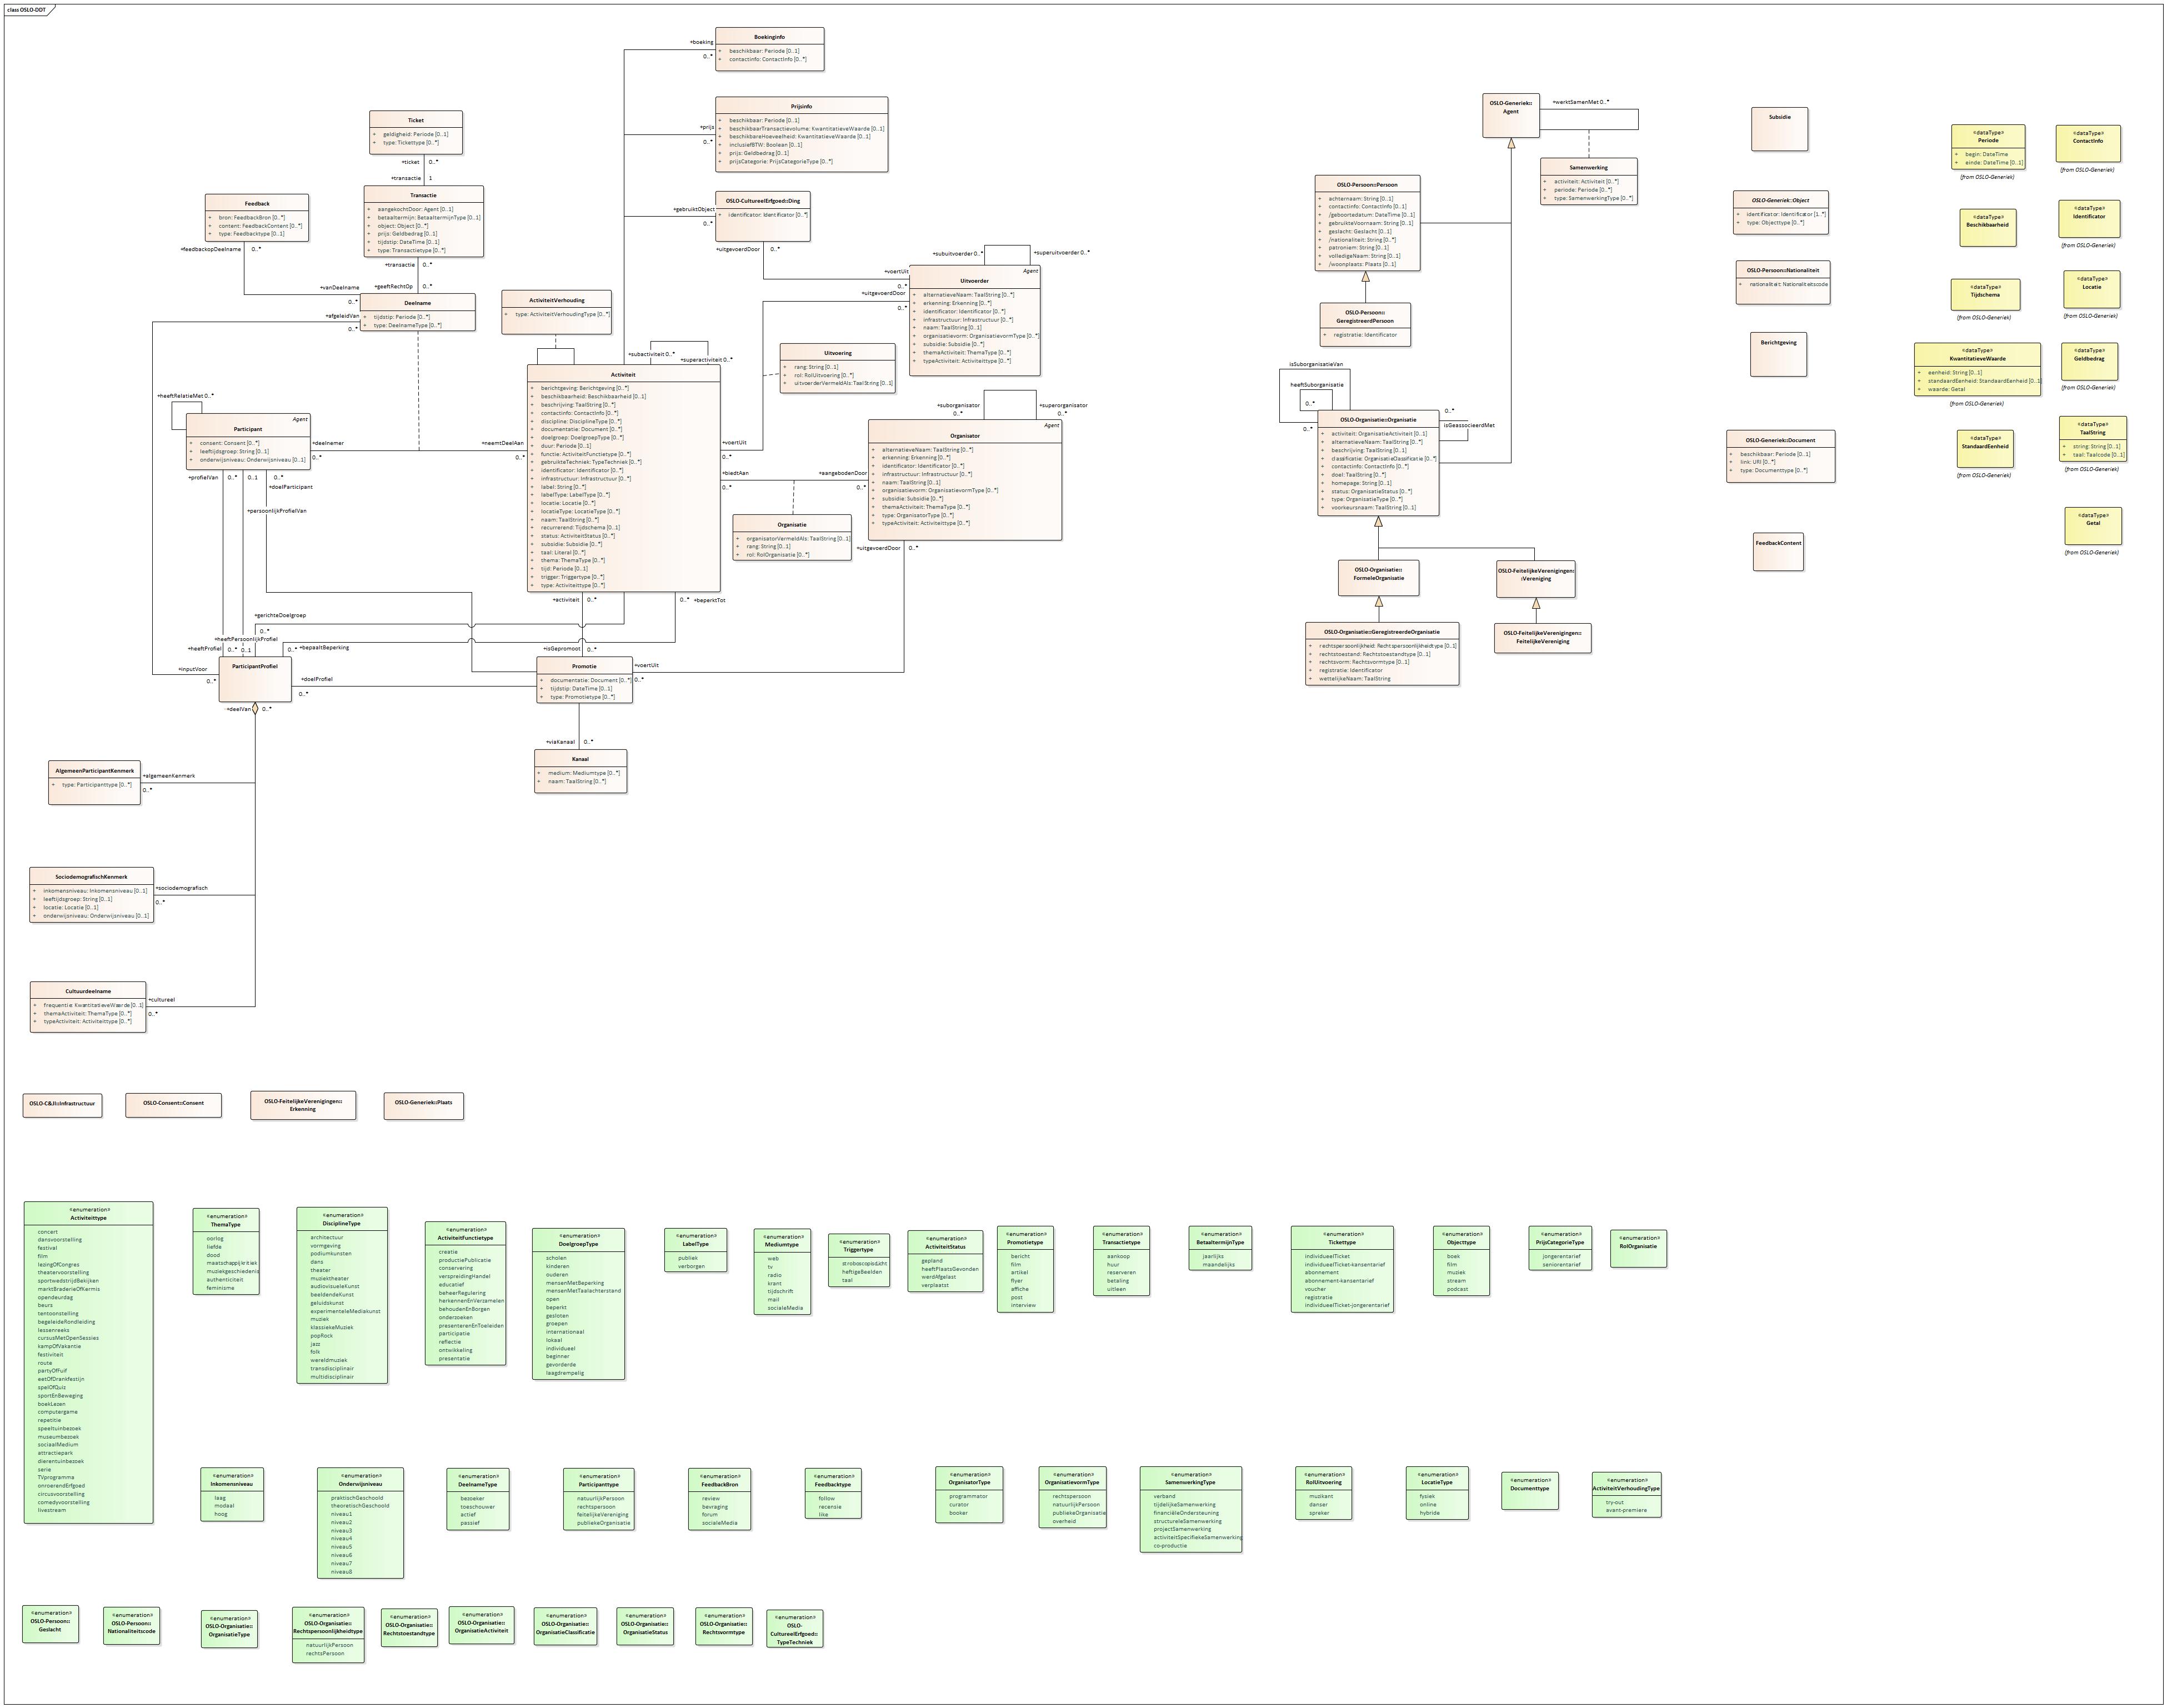 class OSLO-DDT
Boekinginfo
+ beschikbaar: Periode [0..1]
+ contactinfo: ContactInfo [0..*]
+boeking
0..*
Prijsinfo
+ beschikbaar: Periode [0..1]
+ beschikbaarTransactievolume: KwantitatieveWaarde [0..1]
+ beschikbareHoeveelheid: KwantitatieveWaarde [0..1]
+ inclusiefBTW: Boolean [0..1]
+ prijs: Geldbedrag [0..1]
+ prijsCategorie: PrijsCategorieType [0..*]
+prijs
0..*
OSLO-CultureelErfgoed::Ding
+ identificator: Identificator [0..*]
+gebruiktObject
0..*
+uitgevoerdDoor
+voertUit
0..*
Ticket
+ geldigheid: Periode [0..1]
+ type: Tickettype [0..*]
+ticket 0..*
+transactie 1
Transactie
+ aangekochtDoor: Agent [0..1]
+ betaaltermijn: BetaaltermijnType [0..1]
+ object: Object [0..*]
+ prijs: Geldbedrag [0..1]
+ tijdstip: DateTime [0..1]
+ type: Transactietype [0..*]
+transactie 0..*
+geeftRechtOp 0..*
Feedback
+ bron: FeedbackBron [0..*]
+ content: FeedbackContent [0..*]
+ type: Feedbacktype [0..1]
+feedbackopDeelname 0..*
+vanDeelname
0..*
Deelname
+ tijdstip: Periode [0..1]
+ type: DeelnameType [0..*]
+afgeleidVan
0..*
ActiviteitVerhouding
+ type: ActiviteitVerhoudingType [0..*]
+subactiviteit 0..*
+superactiviteit 0..*
Activiteit
+ berichtgeving: Berichtgeving [0..*]
+ beschikbaarheid: Beschikbaarheid [0..1]
+ beschrijving: TaalString [0..*]
+ contactinfo: ContactInfo [0..*]
+ discipline: DisciplineType [0..*]
+ documentatie: Document [0..*]
+ doelgroep: DoelgroepType [0..*]
+ duur: Periode [0..1]
+ functie: ActiviteitFunctietype [0..*]
+ gebruikteTechniek: TypeTechniek [0..*]
+ identificator: Identificator [0..*]
+ infrastructuur: Infrastructuur [0..*]
+ label: String [0..*]
+ labelType: LabelType [0..*]
+ locatie: Locatie [0..*]
+ locatieType: LocatieType [0..*]
+ naam: TaalString [0..*]
+ recurrerend: Tijdschema [0..1]
+ status: ActiviteitStatus [0..*]
+ subsidie: Subsidie [0..*]
+ taal: Literal [0..*]
+ thema: ThemaType [0..*]
+ tijd: Periode [0..1]
+ trigger: Triggertype [0..*]
+ type: Activiteittype [0..*]
+subuitvoerder 0..*
+superuitvoerder 0..*
Agent
Uitvoerder
+ alternatieveNaam: TaalString [0..*]
+ erkenning: Erkenning [0..*]
+ identificator: Identificator [0..*]
+ infrastructuur: Infrastructuur [0..*]
+ naam: TaalString [0..*]
+ organisatievorm: OrganisatievormType [0..*]
+ subsidie: Subsidie [0..*]
+ themaActiviteit: ThemaType [0..*]
+ typeActiviteit: Activiteittype [0..*]
+uitgevoerdDoor
0..*
Uitvoering
+ rang: String [0..1]
+ rol: RolUitvoering [0..*]
+ uitvoerderVermeldAls: TaalString [0..1]
+voertUit
0..*
+suborganisator
0..*
+superorganisator
0..*
Agent
Organisator
+ alternatieveNaam: TaalString [0..*]
+ erkenning: Erkenning [0..*]
+ identificator: Identificator [0..*]
+ infrastructuur: Infrastructuur [0..*]
+ naam: TaalString [0..1]
+ organisatievorm: OrganisatievormType [0..*]
+ subsidie: Subsidie [0..*]
+ themaActiviteit: ThemaType [0..*]
+ type: OrganisatorType [0..*]
+ typeActiviteit: Activiteittype [0..*]
+biedtAan
0..*
+aangebodenDoor
0..*
Organisatie
+ organisatorVermeldAls: TaalString [0..1]
+ rang: String [0..1]
+ rol: RolOrganisatie [0..*]
+uitgevoerdDoor 0..*
+heeftRelatieMet 0..*
Agent
Participant
+ consent: Consent [0..*]
+ leeftijdsgroep: String [0..1]
+ onderwijsniveau: Onderwijsniveau [0..1]
+deelnemer
0..*
+neemtDeelAan
0..*
+profielVan 0..* 0..1
+doelParticipant
+persoonlijkProfielVan
+gerichteDoelgroep
0..*
+heeftPersoonlijkProfiel
+heeftProfiel 0..* 0..1
0..* +bepaaltBeperking
+activiteit 0..*
0..* +beperktTot
+isGepromoot 0..*
+inputVoor
0..*
ParticipantProfiel
+doelProfiel
0..*
Promotie
+ documentatie: Document [0..*]
+ tijdstip: DateTime [0..1]
+ type: Promotietype [0..*]
+voertUit
0..*
+viaKanaal 0..*
Kanaal
+ medium: Mediumtype [0..*]
+ naam: TaalString [0..*]
+deelVan 0..*
AlgemeenParticipantKenmerk
+ type: Participanttype [0..*]
+algemeenKenmerk
0..*
SociodemografischKenmerk
+ inkomensniveau: Inkomensniveau [0..1]
+ leeftijdsgroep: String [0..1]
+ locatie: Locatie [0..1]
+ onderwijsniveau: Onderwijsniveau [0..1]
+sociodemografisch
0..*
Cultuurdeelname
+ frequentie: KwantitatieveWaarde [0..1]
+ themaActiviteit: ThemaType [0..*]
+ typeActiviteit: Activiteittype [0..*]
+cultureel
0..*
OSLO-Generiek::
Agent
+werktSamenMet 0..*
Samenwerking
+ activiteit: Activiteit [0..*]
+ periode: Periode [0..*]
+ type: SamenwerkingType [0..*]
OSLO-Persoon::Persoon
+ achternaam: String [0..1]
+ contactinfo: ContactInfo [0..1]
+ /geboortedatum: DateTime [0..1]
+ gebruikteVoornaam: String [0..1]
+ geslacht: Geslacht [0..1]
+ /nationaliteit: String [0..*]
+ patroniem: String [0..1]
+ volledigeNaam: String [0..1]
+ /woonplaats: Plaats [0..1]
OSLO-Persoon::
GeregistreerdPersoon
+ registratie: Identificator
isSuborganisatieVan
heeftSuborganisatie
0..*
0..*
OSLO-Organisatie::Organisatie
+ activiteit: OrganisatieActiviteit [0..*]
+ alternatieveNaam: TaalString [0..*]
+ beschrijving: TaalString [0..*]
+ classificatie: OrganisatieClassificatie [0..*]
+ contactinfo: ContactInfo [0..*]
+ doel: TaalString [0..*]
+ homepage: String [0..1]
+ status: OrganisatieStatus [0..*]
+ type: OrganisatieType [0..*]
+ voorkeursnaam: TaalString [0..*]
0..*
isGeassocieerdMet
OSLO-Organisatie::
FormeleOrganisatie
OSLO-FeitelijkeVerenigingen:
:Vereniging
OSLO-Organisatie::GeregistreerdeOrganisatie
+ rechtspersoonlijkheid: Rechtspersoonlijkheidtype [0..1]
+ rechtstoestand: Rechtstoestandtype [0..1]
+ rechtsvorm: Rechtsvormtype [0..1]
+ registratie: Identificator
+ wettelijkeNaam: TaalString
OSLO-FeitelijkeVerenigingen::
FeitelijkeVereniging
Subsidie
OSLO-Generiek::Object
+ identificator: Identificator [1..*]
+ type: Objecttype [0..*]
OSLO-Persoon::Nationaliteit
+ nationaliteit: Nationaliteitscode
Berichtgeving
OSLO-Generiek::Document
+ beschikbaar: Periode [0..1]
+ link: URI [0..*]
+ type: Documenttype [0..*]
FeedbackContent
«dataType»
Periode
+ begin: DateTime
+ einde: DateTime [0..1]
(from OSLO-Generiek)
«dataType»
ContactInfo
(from OSLO-Generiek)
«dataType»
Beschikbaarheid
«dataType»
Identificator
(from OSLO-Generiek)
«dataType»
Tijdschema
(from OSLO-Generiek)
«dataType»
Locatie
(from OSLO-Generiek)
«dataType»
KwantitatieveWaarde
+ eenheid: String [0..1]
+ standaardEenheid: StandaardEenheid [0..1]
+ waarde: Getal
(from OSLO-Generiek)
«dataType»
Geldbedrag
(from OSLO-Generiek)
«dataType»
StandaardEenheid
(from OSLO-Generiek)
«dataType»
TaalString
+ string: String [0..1]
+ taal: Taalcode [0..1]
(from OSLO-Generiek)
«dataType»
Getal
(from OSLO-Generiek)
OSLO-C&JI::Infrastructuur
OSLO-Consent::Consent
OSLO-FeitelijkeVerenigingen::
Erkenning
OSLO-Generiek::Plaats
«enumeration»
Activiteittype
concert
dansvoorstelling
festival
film
lezingOfCongres
theatervoorstelling
sportwedstrijdBekijken
marktBraderieOfKermis
opendeurdag
beurs
tentoonstelling
begeleideRondleiding
lessenreeks
cursusMetOpenSessies
kampOfVakantie
festiviteit
route
partyOfFuif
eetOfDrankfestijn
spelOfQuiz
sportEnBeweging
boekLezen
computergame
repetitie
speeltuinbezoek
museumbezoek
sociaalMedium
attractiepark
dierentuinbezoek
serie
TVprogramma
onroerendErfgoed
circusvoorstelling
comedyvoorstelling
livestream
«enumeration»
ThemaType
oorlog
liefde
dood
maatschappijkritiek
muziekgeschiedenis
authenticiteit
feminisme
«enumeration»
DisciplineType
architectuur
vormgeving
podiumkunsten
dans
theater
muziektheater
audiovisueleKunst
beeldendeKunst
geluidskunst
experimenteleMediakunst
muziek
klassiekeMuziek
popRock
jazz
folk
wereldmuziek
transdisciplinair
multidisciplinair
«enumeration»
ActiviteitFunctietype
creatie
productiePublicatie
conservering
verspreidingHandel
educatief
beheerRegulering
herkennenEnVerzamelen
behoudenEnBorgen
onderzoeken
presenterenEnToeleiden
participatie
reflectie
ontwikkeling
presentatie
«enumeration»
DoelgroepType
scholen
kinderen
ouderen
mensenMetBeperking
mensenMetTaalachterstand
open
beperkt
gesloten
groepen
internationaal
lokaal
individueel
beginner
gevorderde
laagdrempelig
«enumeration»
LabelType
publiek
verborgen
«enumeration»
Mediumtype
web
tv
radio
krant
tijdschrift
mail
socialeMedia
«enumeration»
Triggertype
stroboscopischLicht
heftigeBeelden
taal
«enumeration»
ActiviteitStatus
gepland
heeftPlaatsGevonden
werdAfgelast
verplaatst
«enumeration»
Promotietype
bericht
film
artikel
flyer
affiche
post
interview
«enumeration»
Transactietype
aankoop
huur
reserveren
betaling
uitleen
«enumeration»
BetaaltermijnType
jaarlijks
maandelijks
«enumeration»
Tickettype
individueelTicket
individueelTicket-kansentarief
abonnement
abonnement-kansentarief
voucher
registratie
individueelTicket-jongerentarief
«enumeration»
Objecttype
boek
film
muziek
stream
podcast
«enumeration»
PrijsCategorieType
jongerentarief
seniorentarief
«enumeration»
RolOrganisatie
«enumeration»
Inkomensniveau
laag
modaal
hoog
«enumeration»
Onderwijsniveau
praktischGeschoold
theoretischGeschoold
niveau1
niveau2
niveau3
niveau4
niveau5
niveau6
niveau7
niveau8
«enumeration»
DeelnameType
bezoeker
toeschouwer
actief
passief
«enumeration»
Participanttype
natuurlijkPersoon
rechtspersoon
feitelijkeVereniging
publiekeOrganisatie
«enumeration»
FeedbackBron
review
bevraging
forum
socialeMedia
«enumeration»
Feedbacktype
follow
recensie
like
«enumeration»
OrganisatorType
programmator
curator
booker
«enumeration»
OrganisatievormType
rechtspersoon
natuurlijkPersoon
publiekeOrganisatie
overheid
«enumeration»
SamenwerkingType
verband
tijdelijkeSamenwerking
financiëleOndersteuning
structureleSamenwerking
projectSamenwerking
activiteitSpecifiekeSamenwerking
co-productie
«enumeration»
RolUitvoering
muzikant
danser
spreker
«enumeration»
LocatieType
fysiek
online
hybride
«enumeration»
Documenttype
«enumeration»
ActiviteitVerhoudingType
try-out
avant-premiere
«enumeration»
OSLO-Persoon::
Geslacht
«enumeration»
OSLO-Persoon::
Nationaliteitscode
«enumeration»
OSLO-Organisatie::
OrganisatieType
«enumeration»
OSLO-Organisatie::
Rechtspersoonlijkheidtype
natuurlijkPersoon
rechtsPersoon
«enumeration»
OSLO-Organisatie::
Rechtstoestandtype
«enumeration»
OSLO-Organisatie::
OrganisatieActiviteit
«enumeration»
OSLO-Organisatie::
OrganisatieClassificatie
«enumeration»
OSLO-Organisatie::
OrganisatieStatus
«enumeration»
OSLO-Organisatie::
Rechtsvormtype
«enumeration»
OSLO-
CultureelErfgoed::
TypeTechniek